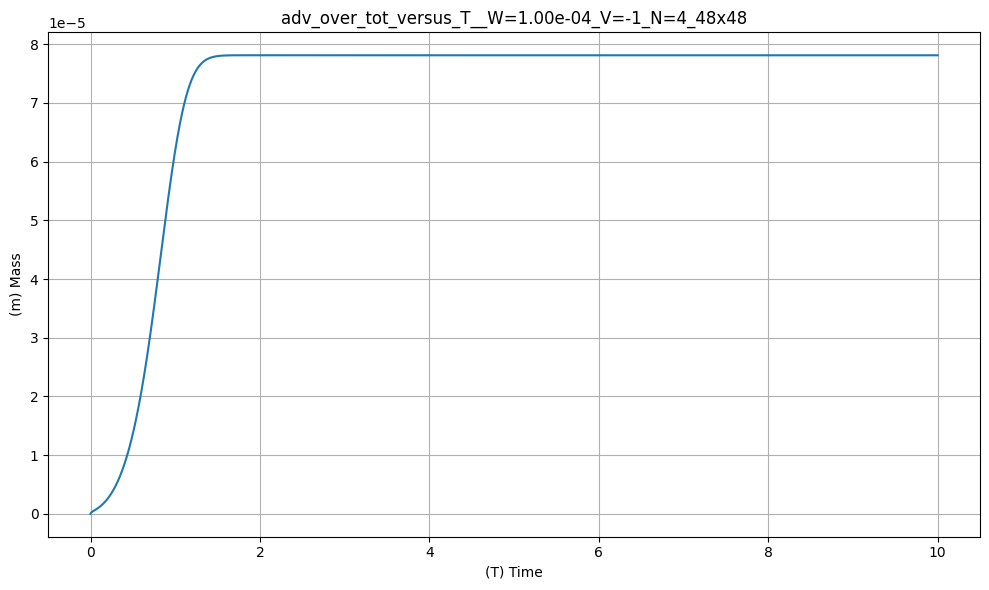 adv_over_tot_versus_T__W=1.00e-04_V=-1_N=4_48x48
1e−5
8
7
6
5
4
3
2
1
0
(m) Mass
0 2 4 6 8 10
(T) Time